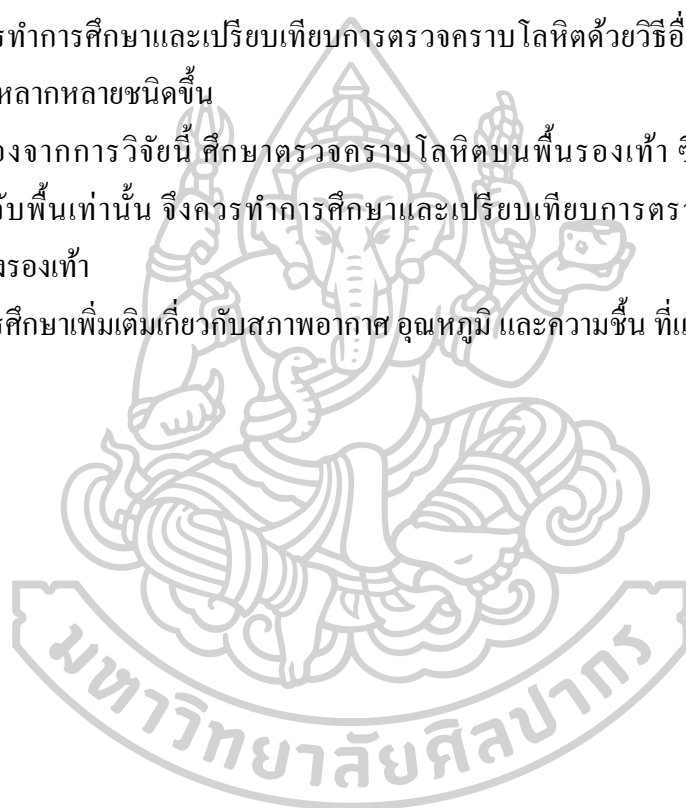 รทำการศึกษาและเปรียบเทียบการตรวจคราบโลหิตด้วยวิธีอื่
หลากหลายชนิดขึ้น
องจากการวิจัยนี้ ศึกษาตรวจคราบโลหิตบนพื้นรองเท้า ซึ
ับพื้นเท่านั้น จึงควรทำการศึกษาและเปรียบเทียบการตรว
งรองเท้า
รศึกษาเพิ่มเติมเกี่ยวกับสภาพอากาศ อุณหภูมิ และความชื้น ที่แ
มหาวิทยาลัยศิลปากร